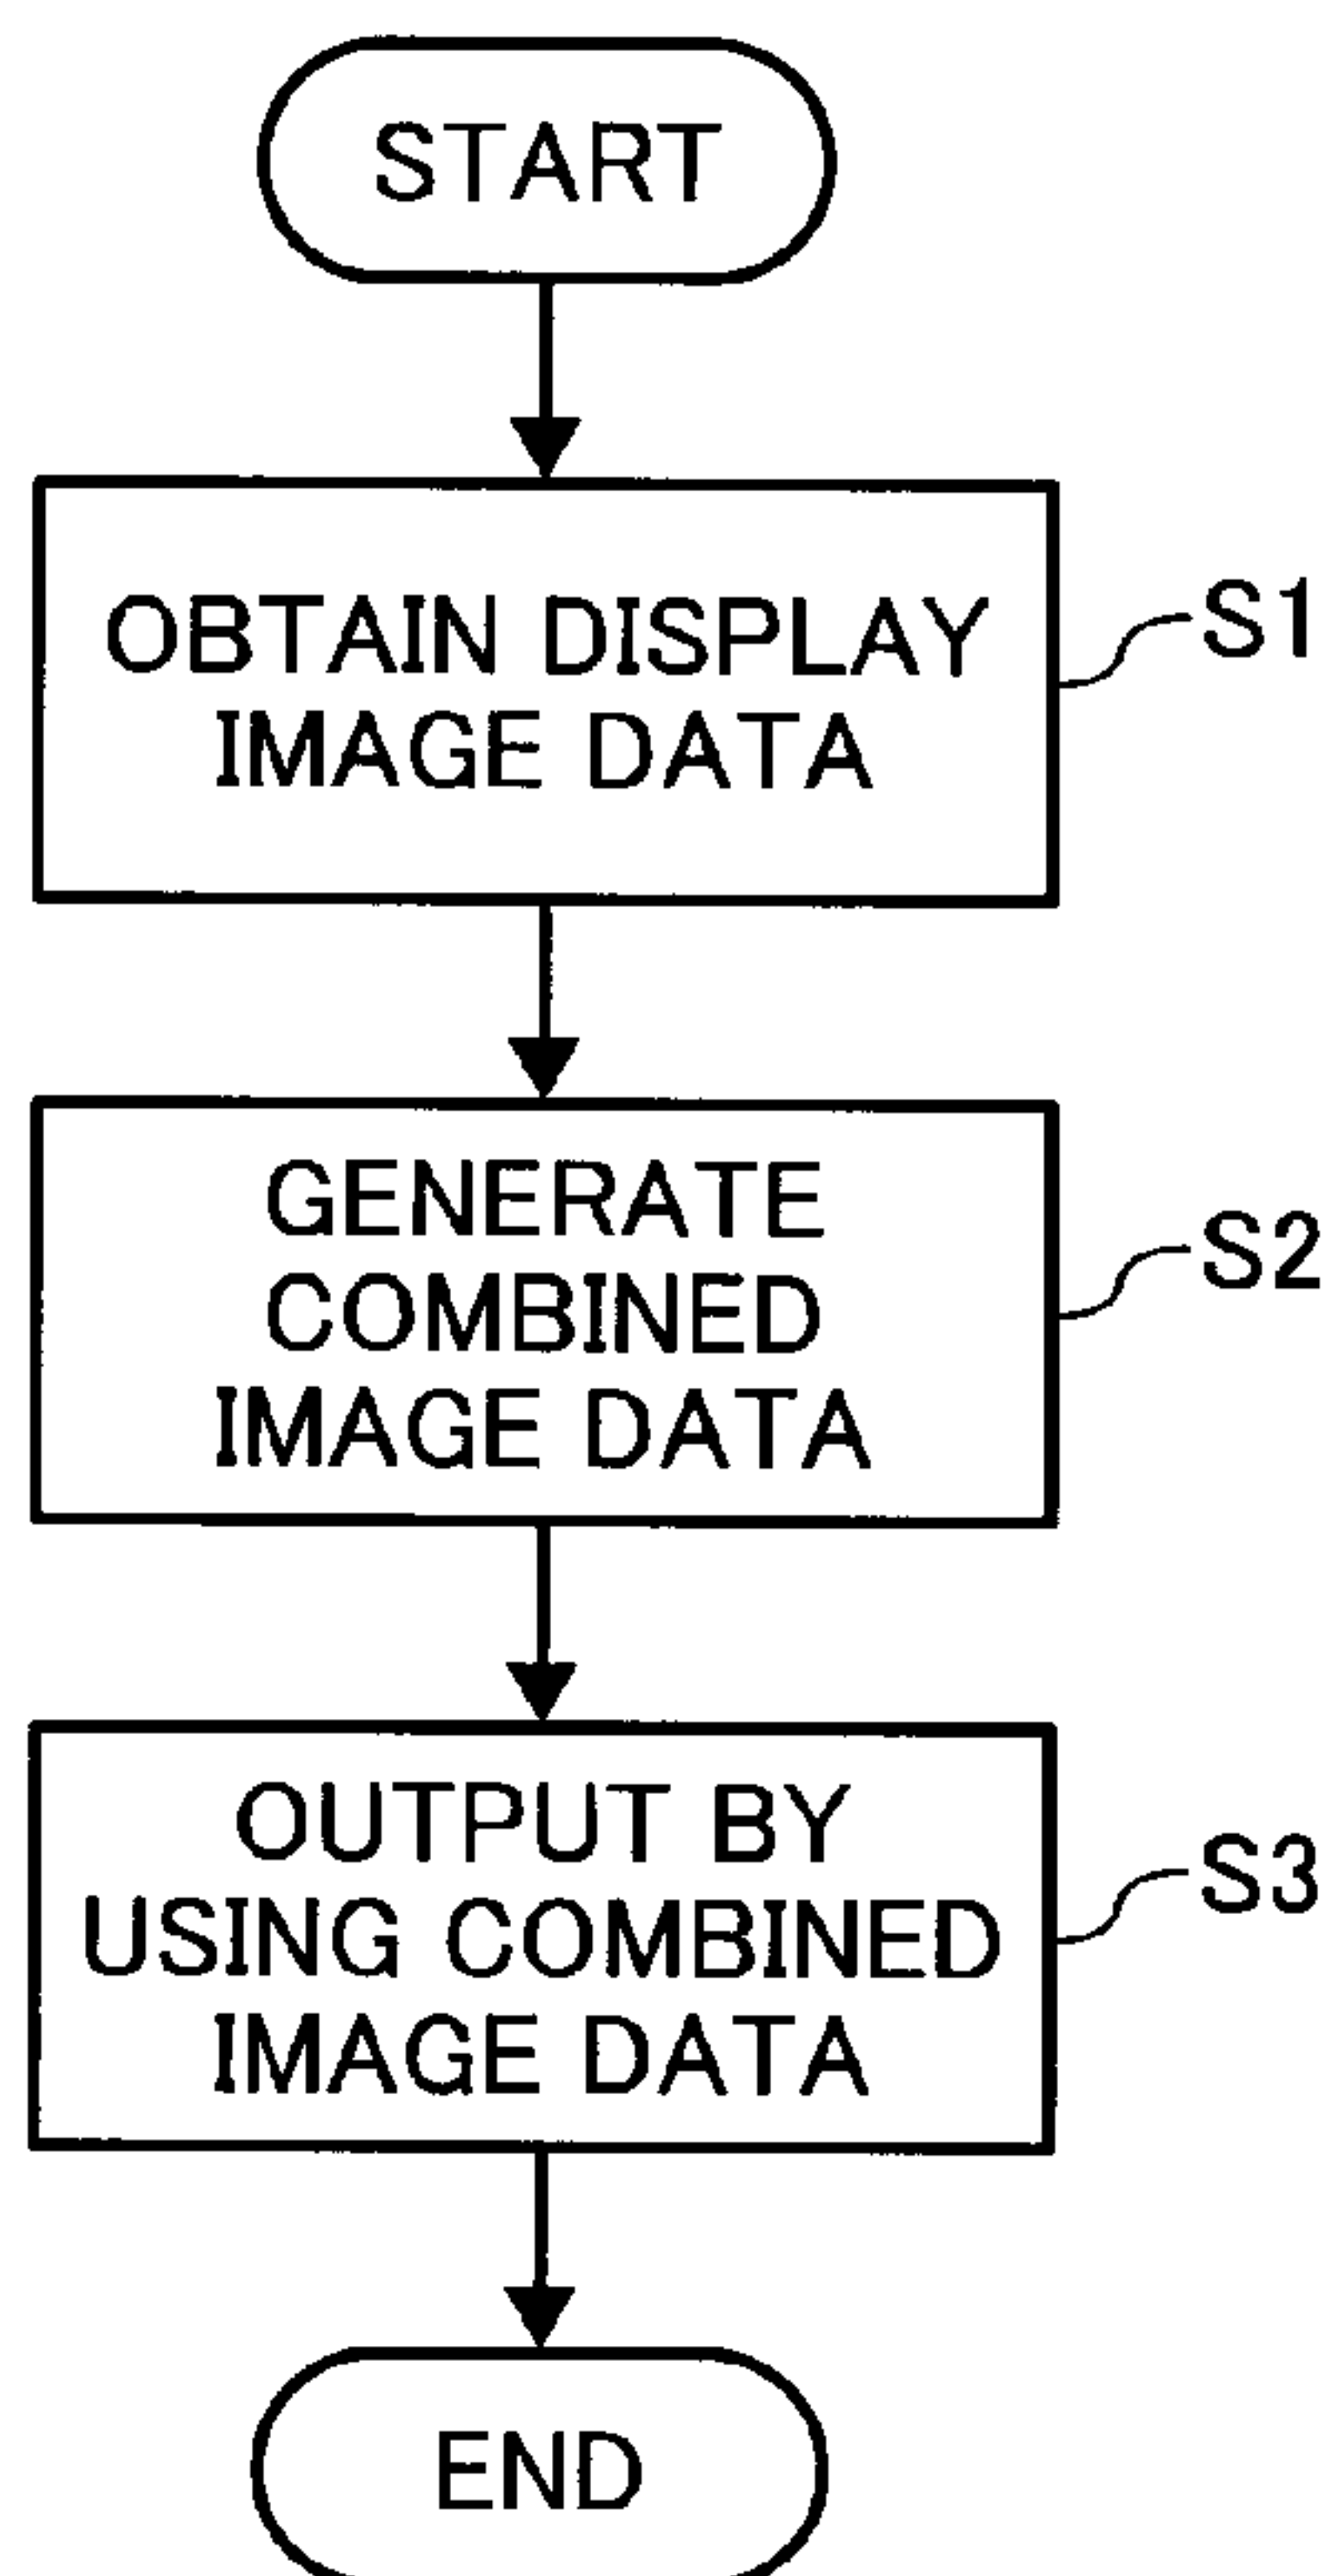 START
OBTAIN DISPLAY
IMAGE DATA
S1
GENERATE
COMBINED
IMAGE DATA
S2
OUTPUT BY
USING COMBINED
IMAGE DATA
S3
END